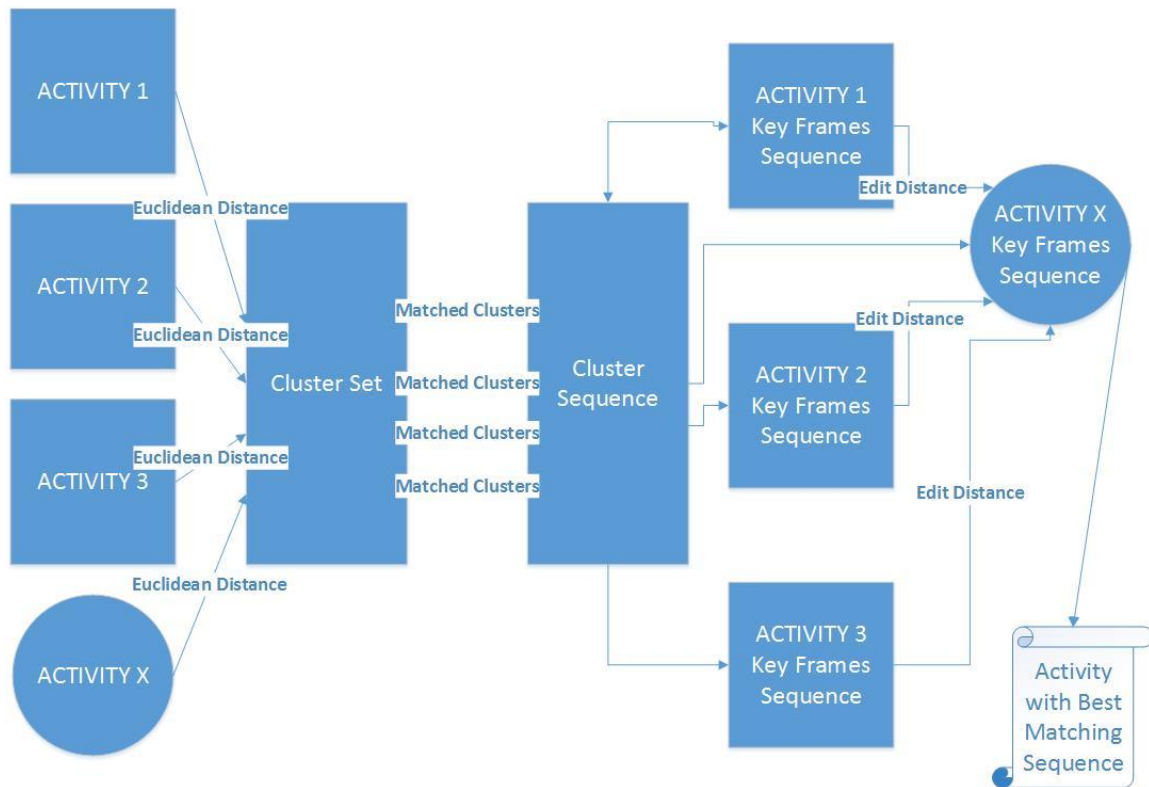 ACTIVITY 1
Euclidean Distance
ACTIVITY 2
Euclidean Distance
ACTIVITY 3
Euclidean Distance
Euclidean Distance
ACTIVITY X
Cluster Set
Matched Clusters
Matched Clusters
Matched Clusters
Matched Clusters
Cluster
Sequence
ACTIVITY 1
Key Frames
Sequence
Edit Distance
ACTIVITY X
Key Frames
Sequence
Edit Distance
ACTIVITY 2
Key Frames
Sequence
Edit Distance
ACTIVITY 3
Key Frames
Sequence
Activity
with Best
Matching
Sequence